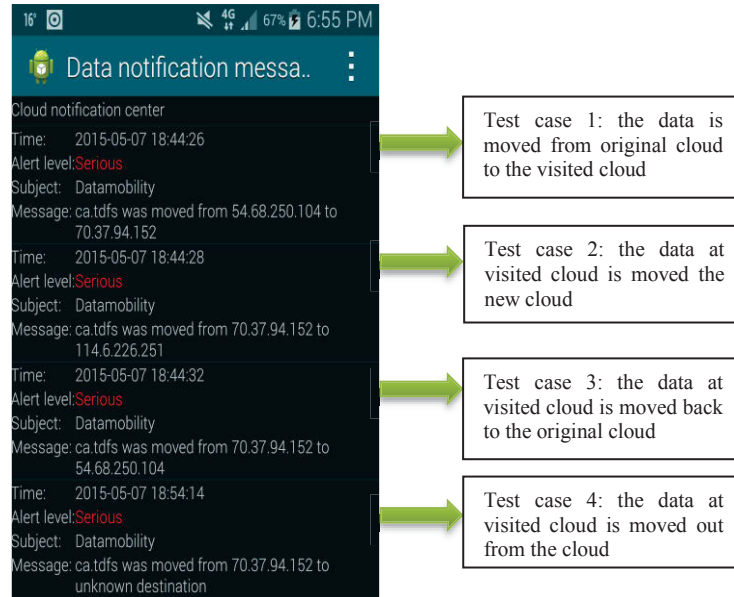 16° 4G 67% 6:55 PM
Data notification messa..
Cloud notification center
Time: 2015-05-07 18:44:26
Alert level:Serious
Subject: Datamobility
Message: ca.tdfs was moved from 54.68.250.104 to
70.37.94.152
Time: 2015-05-07 18:44:28
Alert level:Serious
Subject: Datamobility
Message: ca.tdfs was moved from 70.37.94.152 to
114.6.226.251
Time: 2015-05-07 18:44:32
Alert level:Serious
Subject: Datamobility
Message: ca.tdfs was moved from 70.37.94.152 to
54.68.250.104
Time: 2015-05-07 18:54:14
Alert level:Serious
Subject: Datamobility
Message: ca.tdfs was moved from 70.37.94.152 to
unknown destination
Test case 1: the data is
moved from original cloud
to the visited cloud
Test case 2: the data at
visited cloud is moved the
new cloud
Test case 3: the data at
visited cloud is moved back
to the original cloud
Test case 4: the data at
visited cloud is moved out
from the cloud